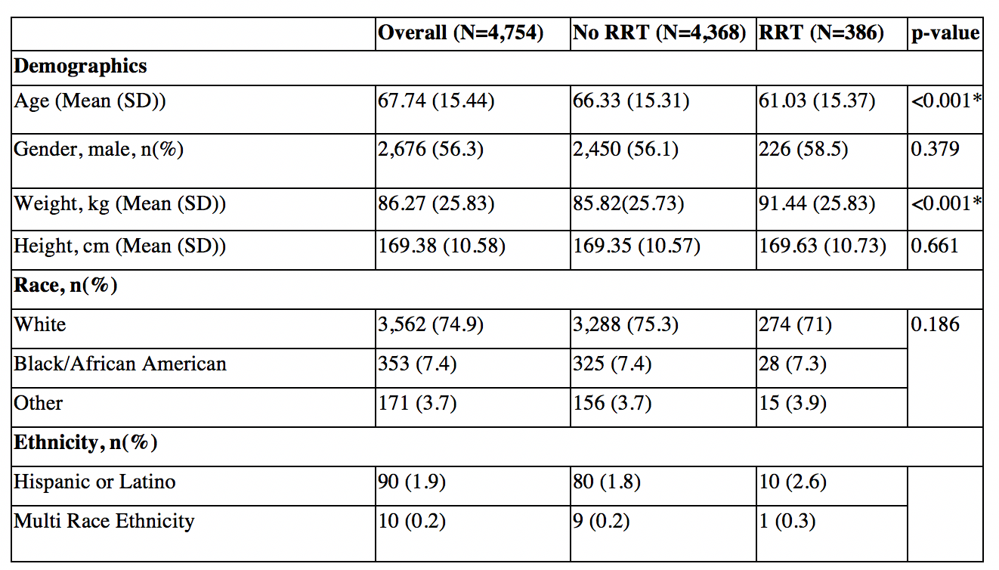 Overall (N=4,754) No RRT (N=4,368) RRT (N=386) p-value
Demographics
Age (Mean (SD)) 67.74 (15.44) 66.33 (15.31) 61.03 (15.37) <0.001*
Gender, male, n(%) 2,676 (56.3) 2,450 (56.1) 226 (58.5) 0.379
Weight, kg (Mean (SD)) 86.27 (25.83) 85.82(25.73) 91.44 (25.83) <0.001*
Height, cm (Mean (SD)) 169.38 (10.58) 169.35 (10.57) 169.63 (10.73) 0.661
Race, n(%)
White 3,562 (74.9) 3,288 (75.3) 274 (71) 0.186
Black/African American 353 (7.4) 325 (7.4) 28 (7.3)
Other 171 (3.7) 156 (3.7) 15 (3.9)
Ethnicity, n(%)
Hispanic or Latino 90 (1.9) 80 (1.8) 10 (2.6)
Multi Race Ethnicity 10 (0.2) 9 (0.2) 1 (0.3)